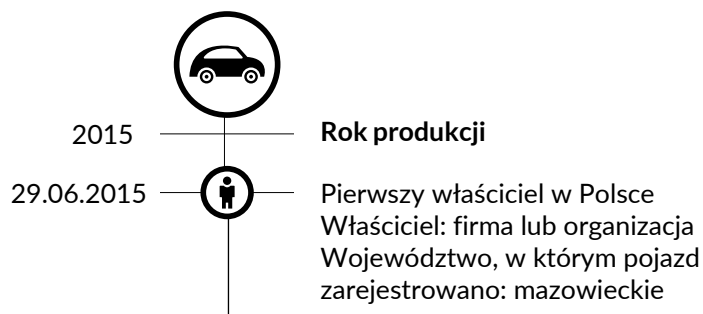 2015 Rok produkcji
29.06.2015 Pierwszy właściciel w Polsce
Właściciel: firma lub organizacja
Województwo, w którym pojazd
zarejestrowano: mazowieckie